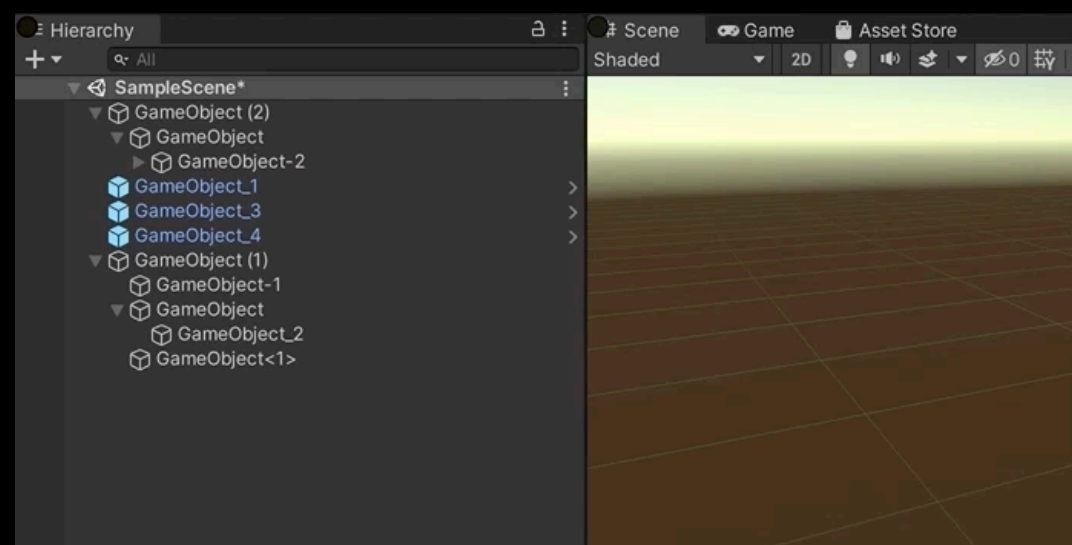 Hierarchy
All
SampleScene*
GameObject (2)
GameObject
GameObject-2
GameObject_1
GameObject_3
GameObject_4
GameObject (1)
GameObject-1
GameObject
GameObject_2
GameObject<1>
Scene Game Asset Store
Shaded 2D 0